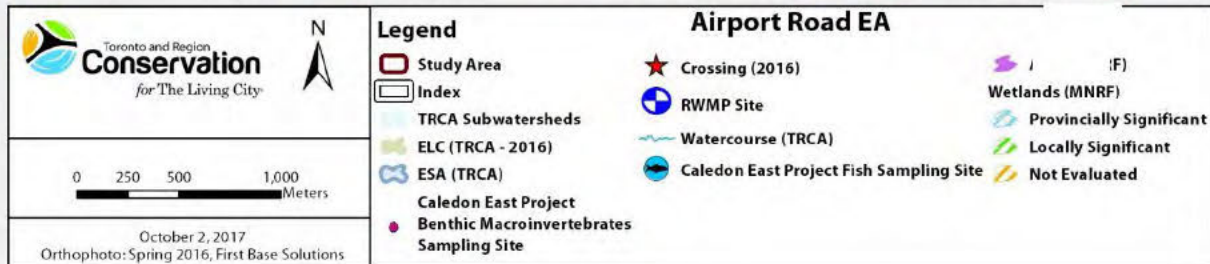 Toronto and Region
Conservation
for The Living City
N
0 250 500 1,000
Meters
October 2, 2017
Orthophoto: Spring 2016, First Base Solutions
Airport Road EA
Legend
Study Area
Index
TRCA Subwatersheds
ELC (TRCA - 2016)
ESA (TRCA)
Caledon East Project
Benthic Macroinvertebrates
Sampling Site
Crossing (2016)
RWMP Site
Watercourse (TRCA)
Caledon East Project Fish Sampling Site
Wetlands (MNRF)
Provincially Significant
Locally Significant
Not Evaluated